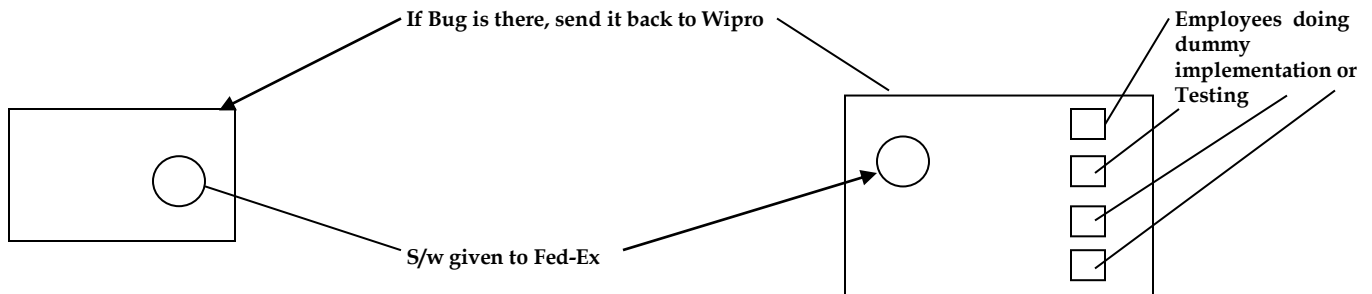 If Bug is there, send it back to Wipro
Employees doing
dummy
implementation or
Testing
S/w given to Fed-Ex